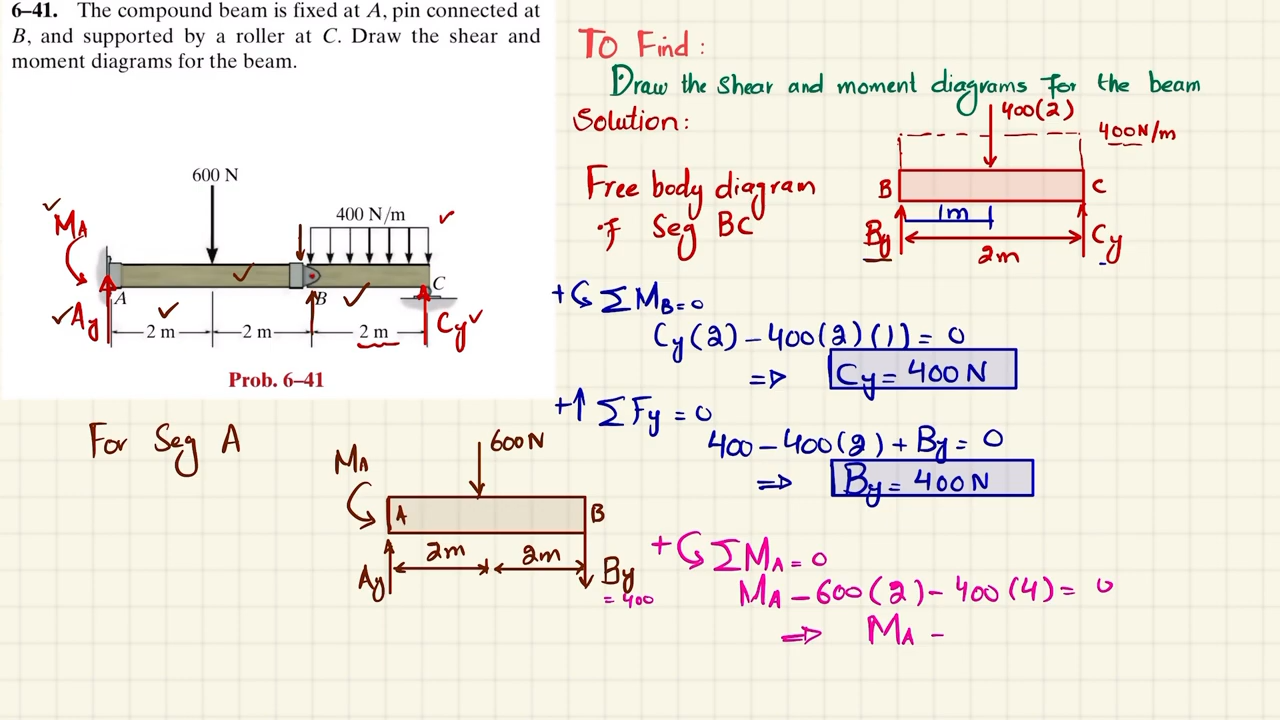 6–41. The compound beam is fixed at A, pin connected at
B, and supported by a roller at C. Draw the shear and
moment diagrams for the beam.
600 N
400 N/m
MA
Ay
A
B
C
Cy
2 m
2 m
2 m
Prob. 6–41
To Find :
Draw the Shear and moment diagrams for the beam
Solution:
Free body diagram
of Seg BC
400(2)
400N/m
B
C
1m
By
Cy
2m
+ ΣMB=0
Cy(2) – 400(2)(1) = 0
⇒ Cy = 400N
+↑ ΣFy = 0
400 – 400(2) + By = 0
⇒ By = 400N
For Seg A
MA
600N
A
B
2m
2m
Ay
By
= 400
+ ΣMA = 0
MA – 600(2) – 400(4) = 0
⇒ MA –